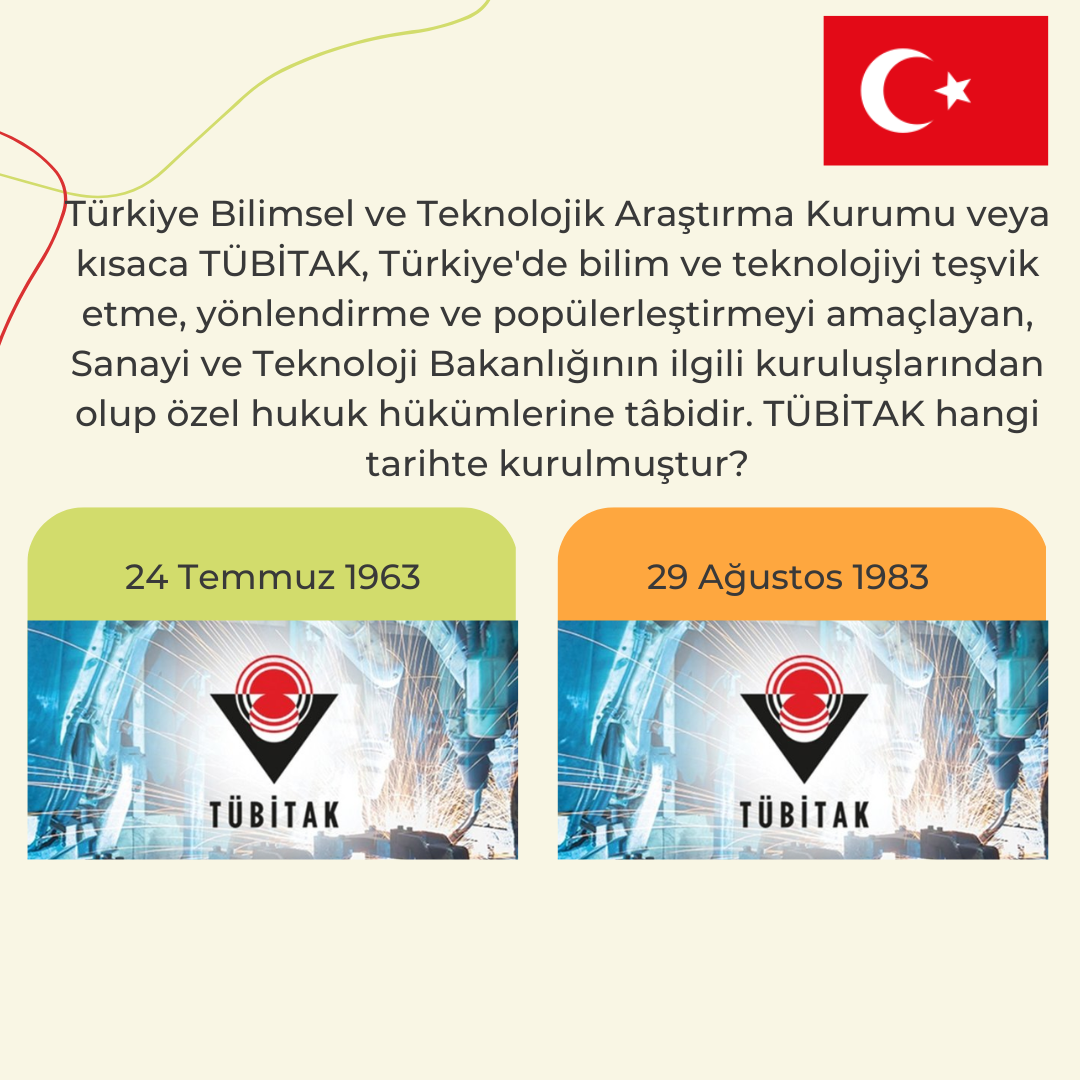 Türkiye Bilimsel ve Teknolojik Araştırma Kurumu veya
kısaca TÜBİTAK, Türkiye'de bilim ve teknolojiyi teşvik
etme, yönlendirme ve popülerleştirmeyi amaçlayan,
Sanayi ve Teknoloji Bakanlığının ilgili kuruluşlarından
olup özel hukuk hükümlerine tâbidir. TÜBİTAK hangi
tarihte kurulmuştur?
24 Temmuz 1963
29 Ağustos 1983
TÜBİTAK
TÜBİTAK